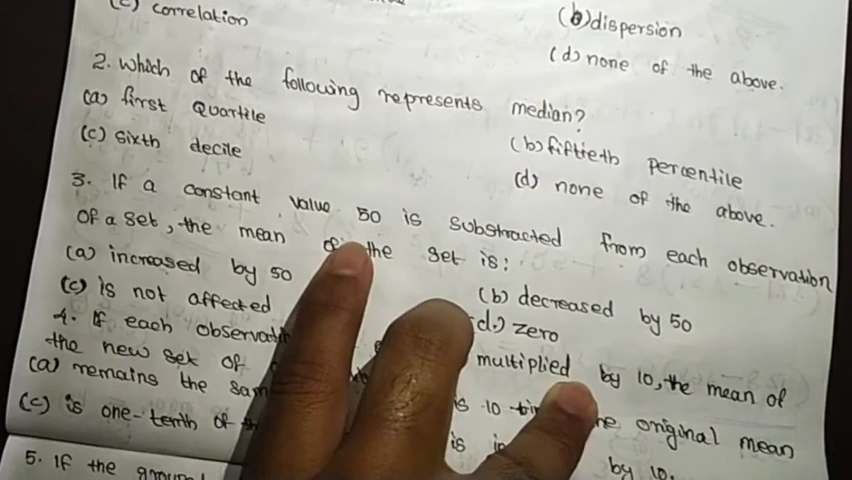 (c) correlation
(b) dispersion
(d) none of the above.
2. Which of the following represents median?
(a) first Quartile
(b) fiftieth percentile
(c) sixth decile
(d) none of the above.
3. If a constant value 50 is substracted from each observation
of a set, the mean of the set is:
(a) increased by 50
(b) decreased by 50
(c) is not affected
(d.) zero
4. If each
multiplied by 10, the mean of
the new set of
(a) remains the
is 10
original mean
(c) is one-tenth of
is
by 10.
5. If the